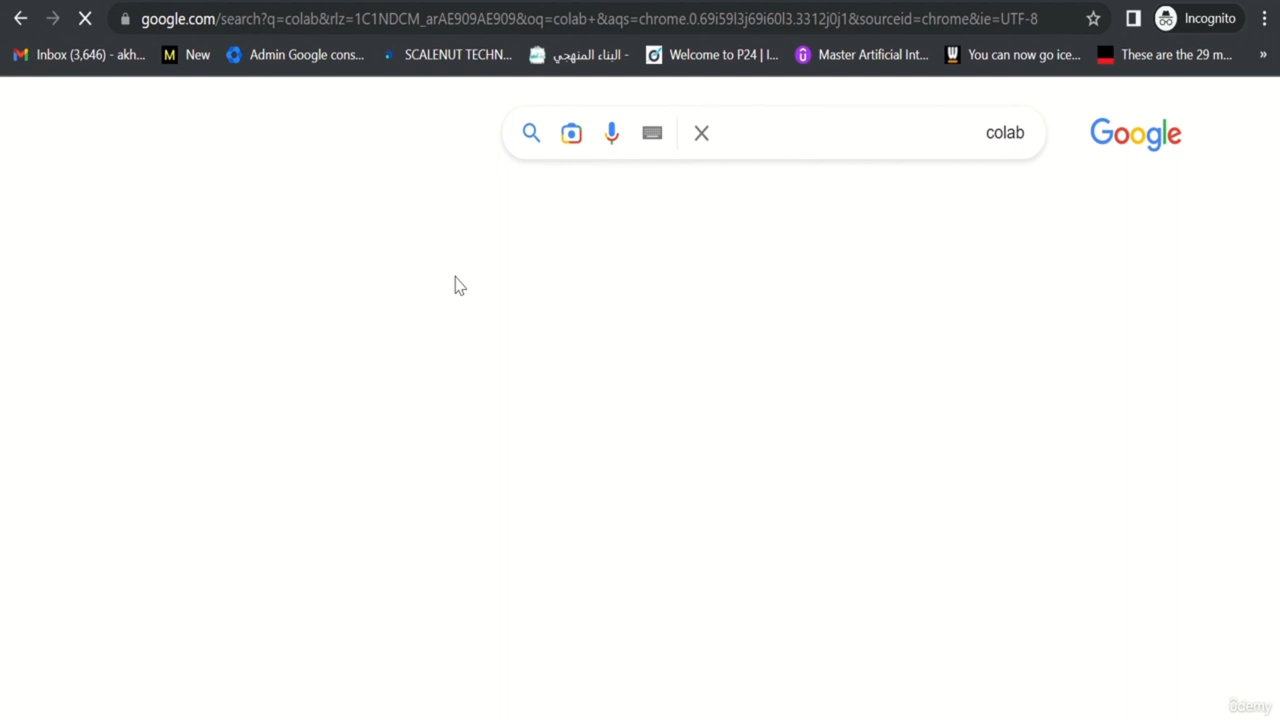 google.com/search?q=colab&rlz=1C1NDCM_arAE909AE909&oq=colab+&aqs=chrome.0.69i59l3j69i60l3.3312j0j1&sourceid=chrome&ie=UTF-8
Incognito
Inbox (3,646) - akh...
M New
Admin Google cons...
SCALENUT TECHN...
البناء المنهجي - ...
Welcome to P24 | I...
Master Artificial Int...
You can now go ice...
These are the 29 m...
»
colab
Google
ûdemy